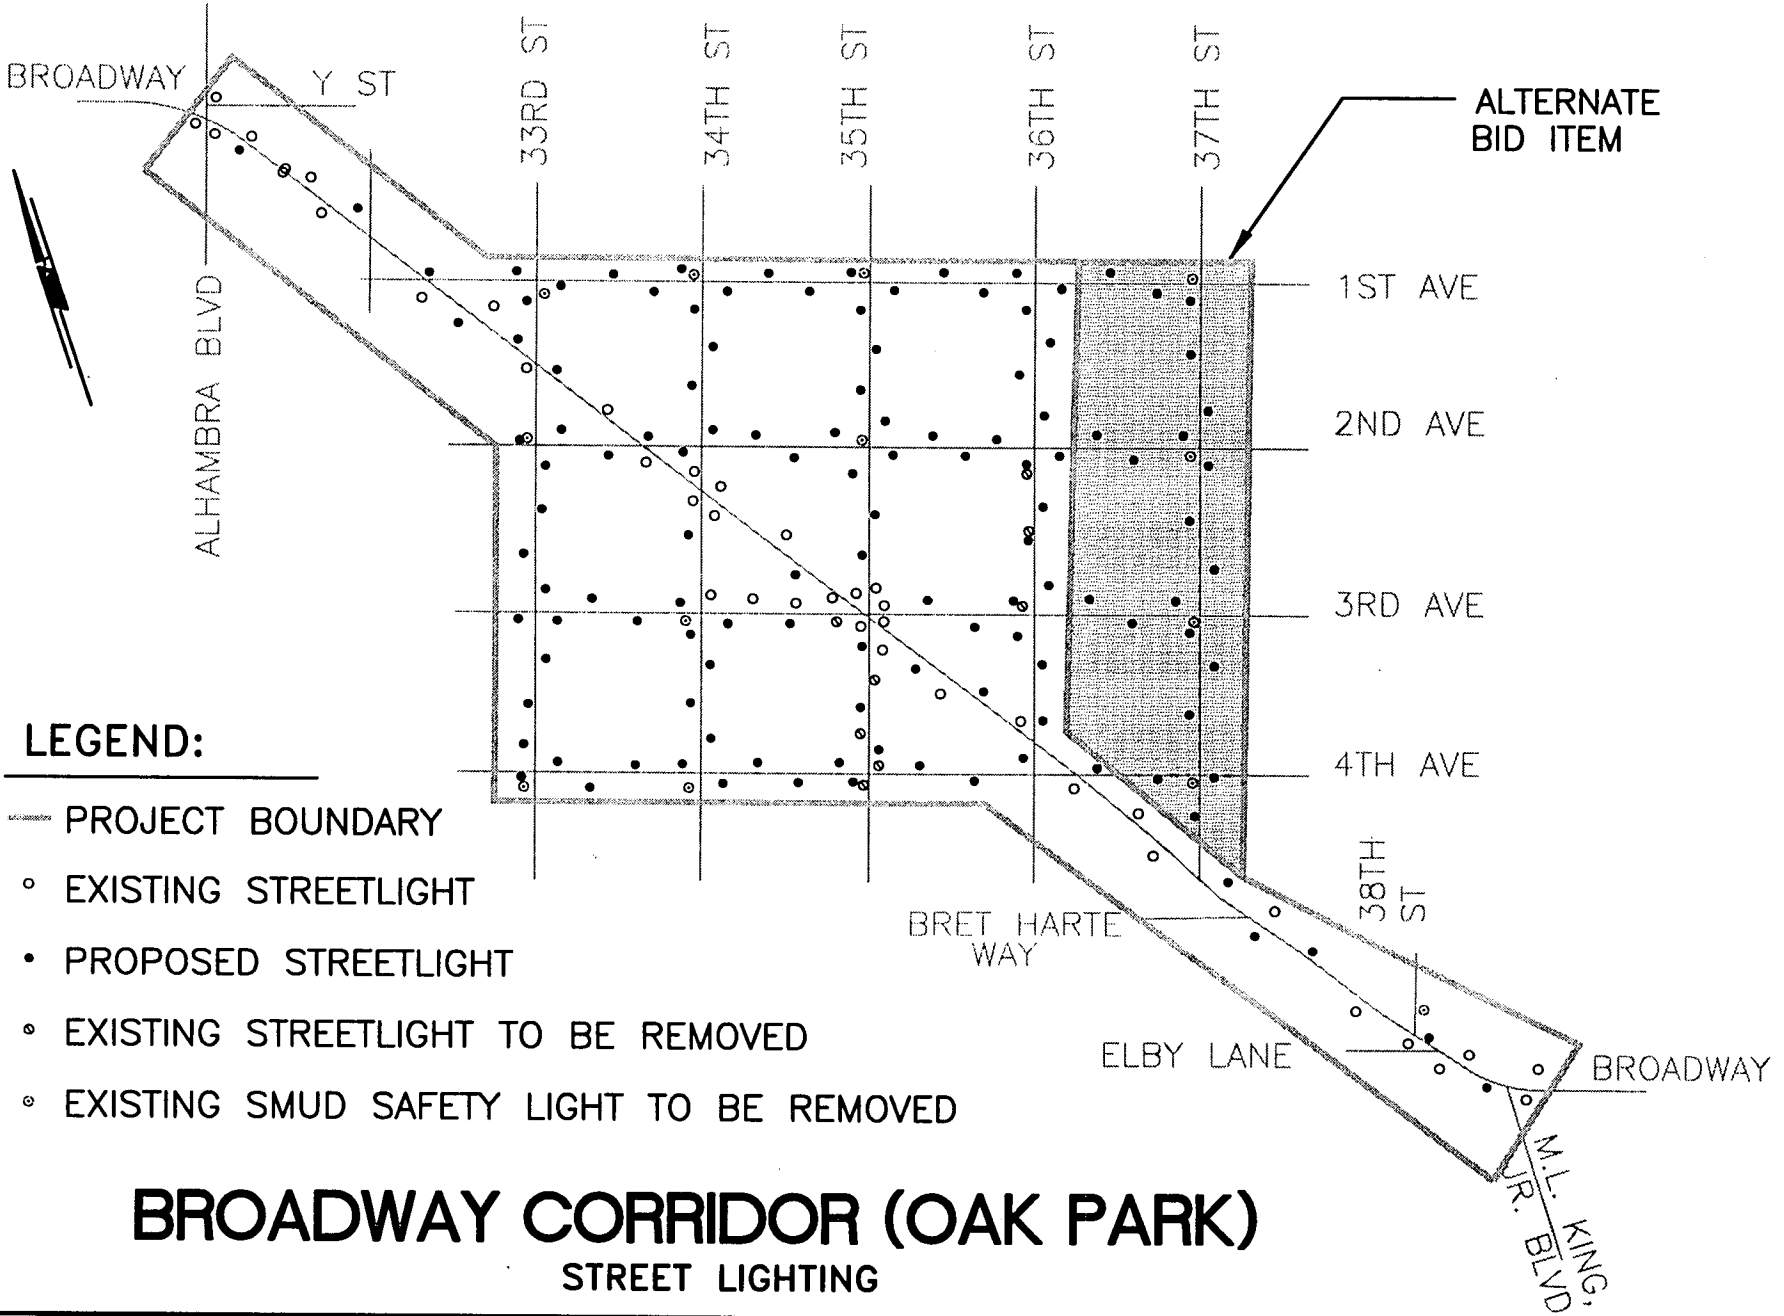 BROADWAY
Y ST
33RD ST
34TH ST
35TH ST
36TH ST
37TH ST
ALTERNATE
BID ITEM
ALHAMBRA BLVD
1ST AVE
2ND AVE
3RD AVE
4TH AVE
LEGEND:
PROJECT BOUNDARY
EXISTING STREETLIGHT
PROPOSED STREETLIGHT
EXISTING STREETLIGHT TO BE REMOVED
EXISTING SMUD SAFETY LIGHT TO BE REMOVED
BRET HARTE
WAY
38TH
ST
ELBY LANE
BROADWAY
M.L. KING,
JR. BLVD
BROADWAY CORRIDOR (OAK PARK)
STREET LIGHTING